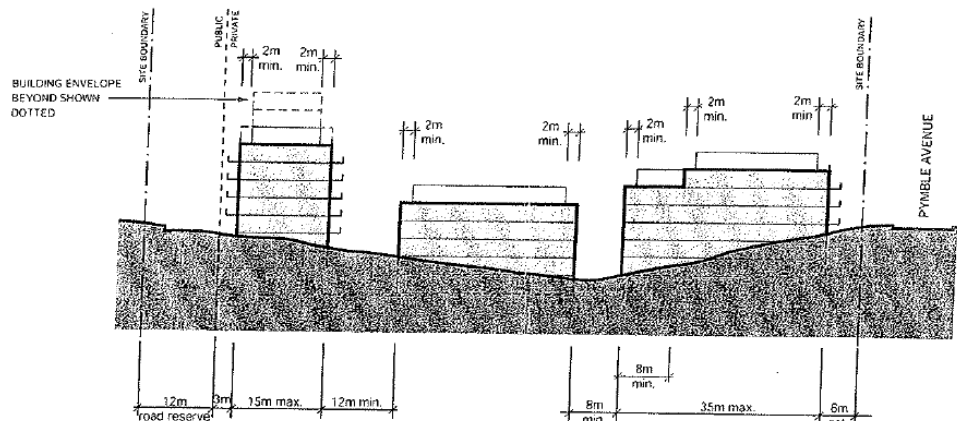 SITE BOUNDARY
PUBLIC
PRIVATE
BUILDING ENVELOPE
BEYOND SHOWN
DOTTED
2m
min.
2m
min.
2m
min.
2m
min.
2m
min.
2m
min.
2m
min.
SITE BOUNDARY
PYMBLE AVENUE
12m
road reserve
3m
15m max.
12m min.
8m
min
8m
min.
35m max.
6m